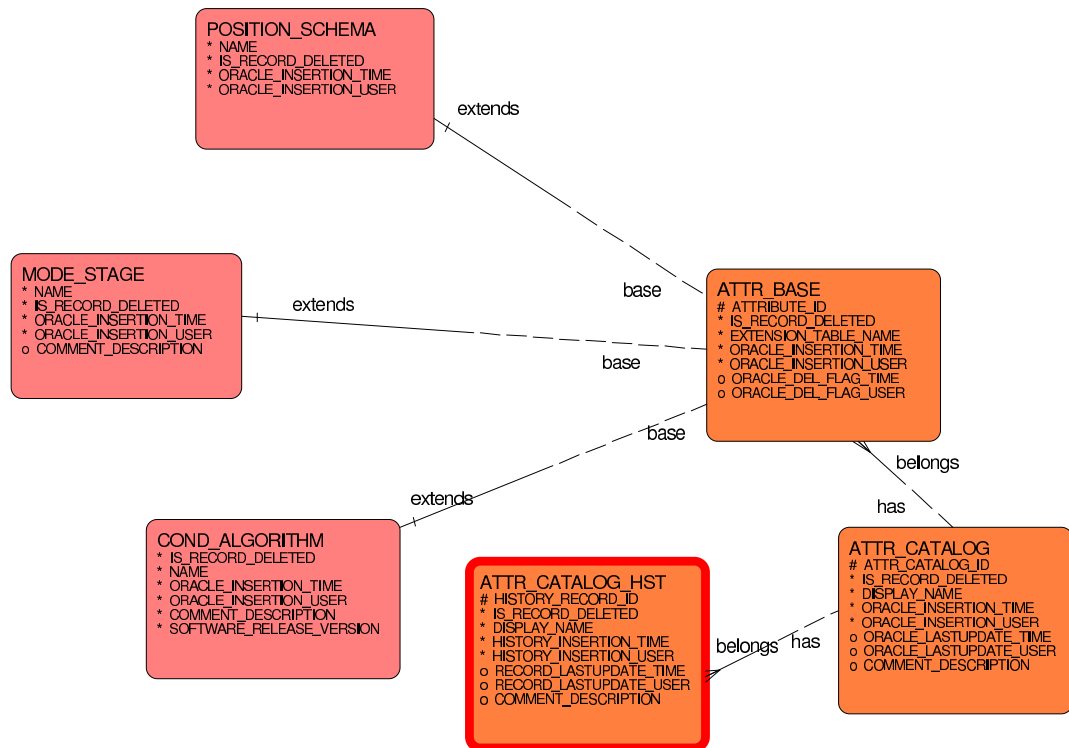 POSITION_SCHEMA
* NAME
* IS_RECORD_DELETED
* ORACLE_INSERTION_TIME
* ORACLE_INSERTION_USER
extends
MODE_STAGE
* NAME
* IS_RECORD_DELETED
* ORACLE_INSERTION_TIME
* ORACLE_INSERTION_USER
o COMMENT_DESCRIPTION
extends
base
base
base
ATTR_BASE
# ATTRIBUTE_ID
* IS_RECORD_DELETED
* EXTENSION_TABLE_NAME
* ORACLE_INSERTION_TIME
* ORACLE_INSERTION_USER
o ORACLE_DEL_FLAG_TIME
o ORACLE_DEL_FLAG_USER
belongs
has
extends
COND_ALGORITHM
* IS_RECORD_DELETED
* NAME
* ORACLE_INSERTION_TIME
* ORACLE_INSERTION_USER
* COMMENT_DESCRIPTION
* SOFTWARE_RELEASE_VERSION
ATTR_CATALOG_HST
# HISTORY_RECORD_ID
* IS_RECORD_DELETED
* DISPLAY_NAME
* HISTORY_INSERTION_TIME
* HISTORY_INSERTION_USER
o RECORD_LASTUPDATE_TIME
o RECORD_LASTUPDATE_USER
o COMMENT_DESCRIPTION
belongs
has
ATTR_CATALOG
# ATTR_CATALOG_ID
* IS_RECORD_DELETED
* DISPLAY_NAME
* ORACLE_INSERTION_TIME
* ORACLE_INSERTION_USER
o ORACLE_LASTUPDATE_TIME
o ORACLE_LASTUPDATE_USER
o COMMENT_DESCRIPTION